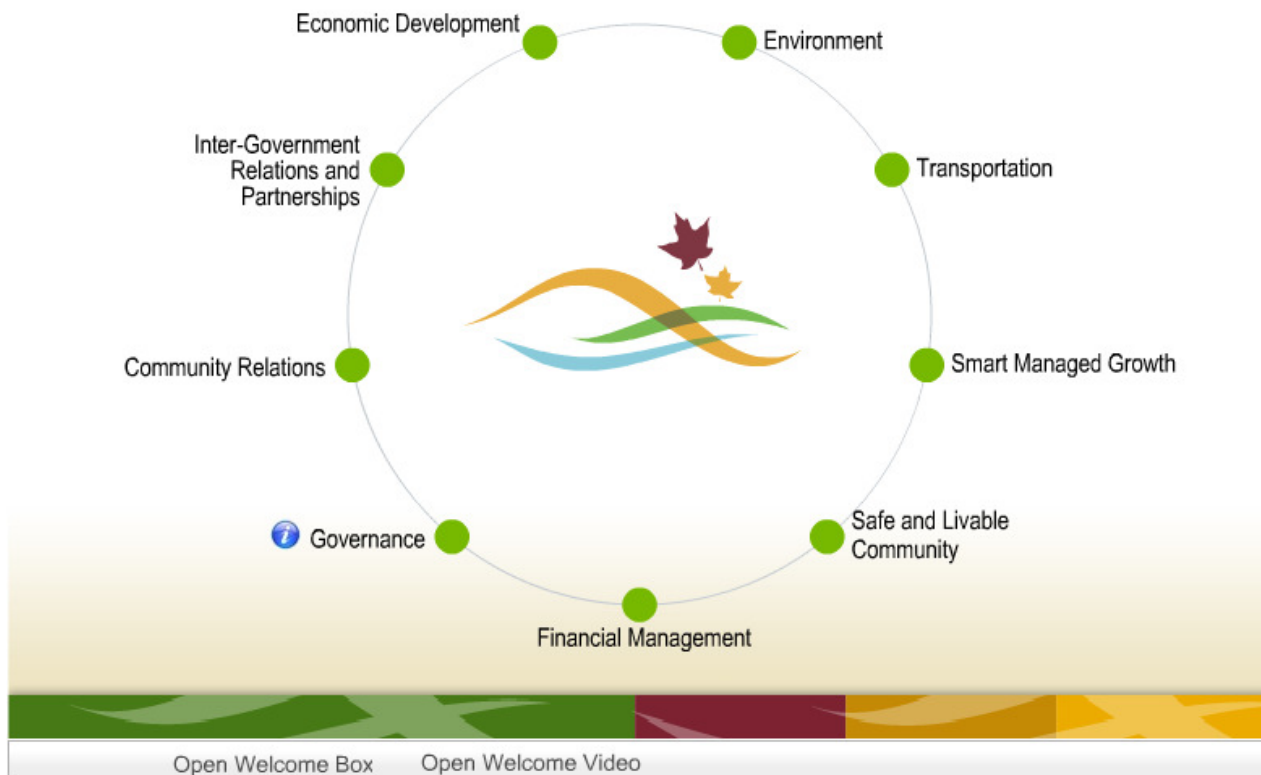 Economic Development
Environment
Inter-Government
Relations and
Partnerships
Transportation
Community Relations
Smart Managed Growth
Governance
Safe and Livable
Community
Financial Management
Open Welcome Box
Open Welcome Video